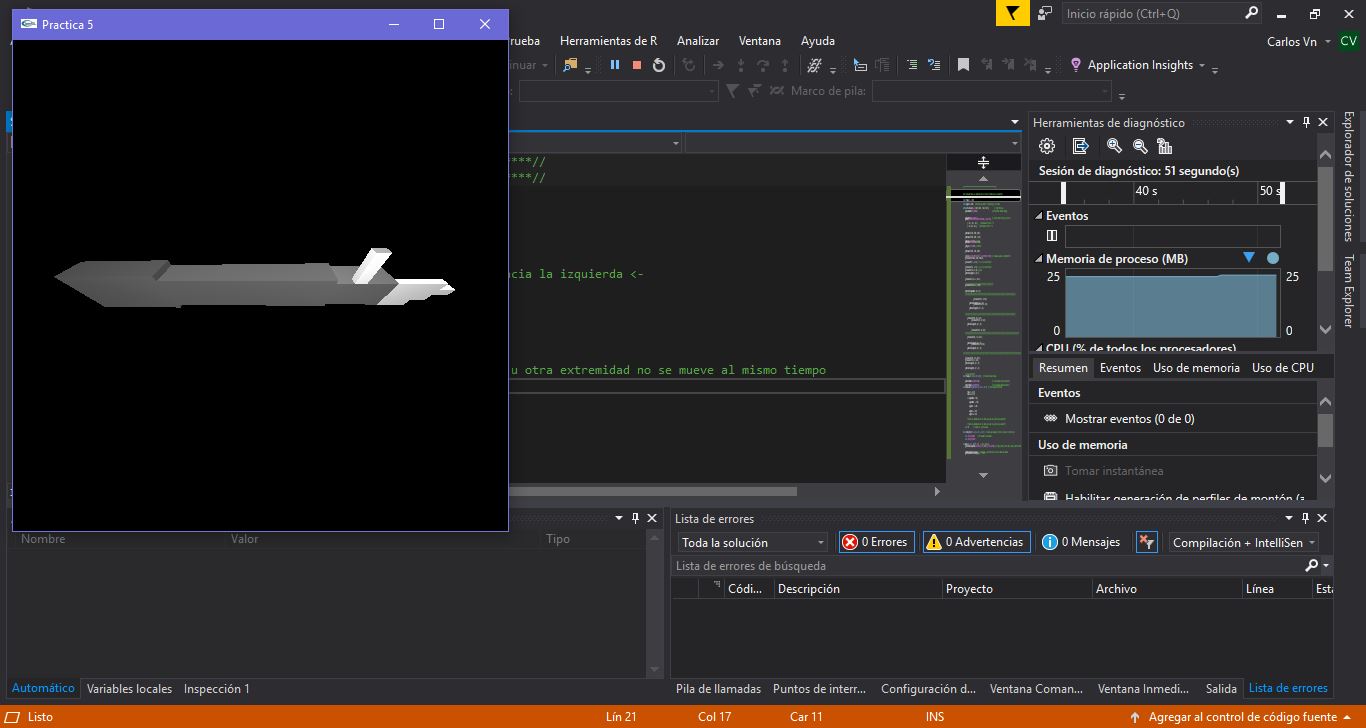 Practica 5
Inicio rápido (Ctrl+Q)
rueba Herramientas de R Analizar Ventana Ayuda
Carlos Vn CV
nuar
Application Insights
Marco de pila:
Herramientas de diagnóstico
Sesión de diagnóstico: 51 segundo(s)
40 s 50 s
Eventos
Memoria de proceso (MB)
25 25
0 0
CPU (% de todos los procesadores)
Resumen Eventos Uso de memoria Uso de CPU
Eventos
Mostrar eventos (0 de 0)
Uso de memoria
Tomar instantánea
Habilitar generación de perfiles de montón (a
Explorador de soluciones
Team Explorer
****//
****//
acia la izquierda <-
u otra extremidad no se mueve al mismo tiempo
Nombre Valor Tipo
Automático Variables locales Inspección 1
Lista de errores
Toda la solución 0 Errores 0 Advertencias 0 Mensajes Compilación + IntelliSen
Lista de errores de búsqueda
Códi... Descripción Proyecto Archivo Línea Esta
Pila de llamadas Puntos de interr... Configuración d... Ventana Coman... Ventana Inmedi... Salida Lista de errores
Listo Lín 21 Col 17 Car 11 INS Agregar al control de código fuente